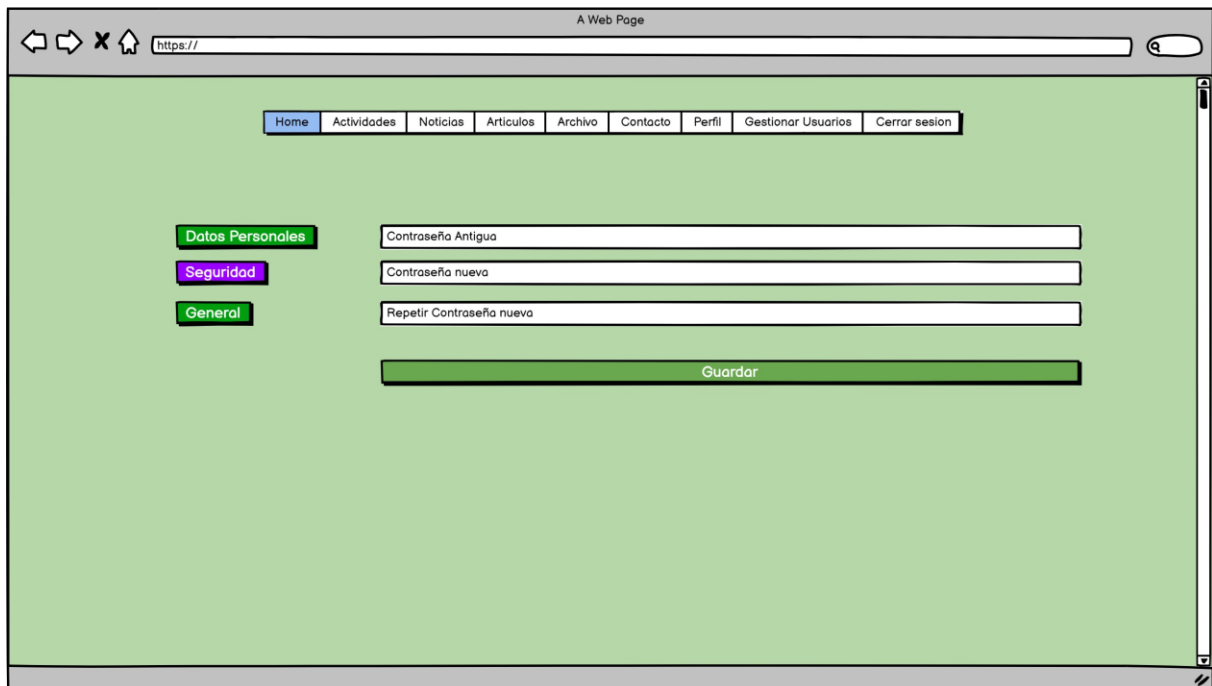 A Web Page
https://
Home Actividades Noticias Articulos Archivo Contacto Perfil Gestionar Usuarios Cerrar sesion
Datos Personales
Contraseña Antigua
Seguridad
Contraseña nueva
General
Repetir Contraseña nueva
Guardar